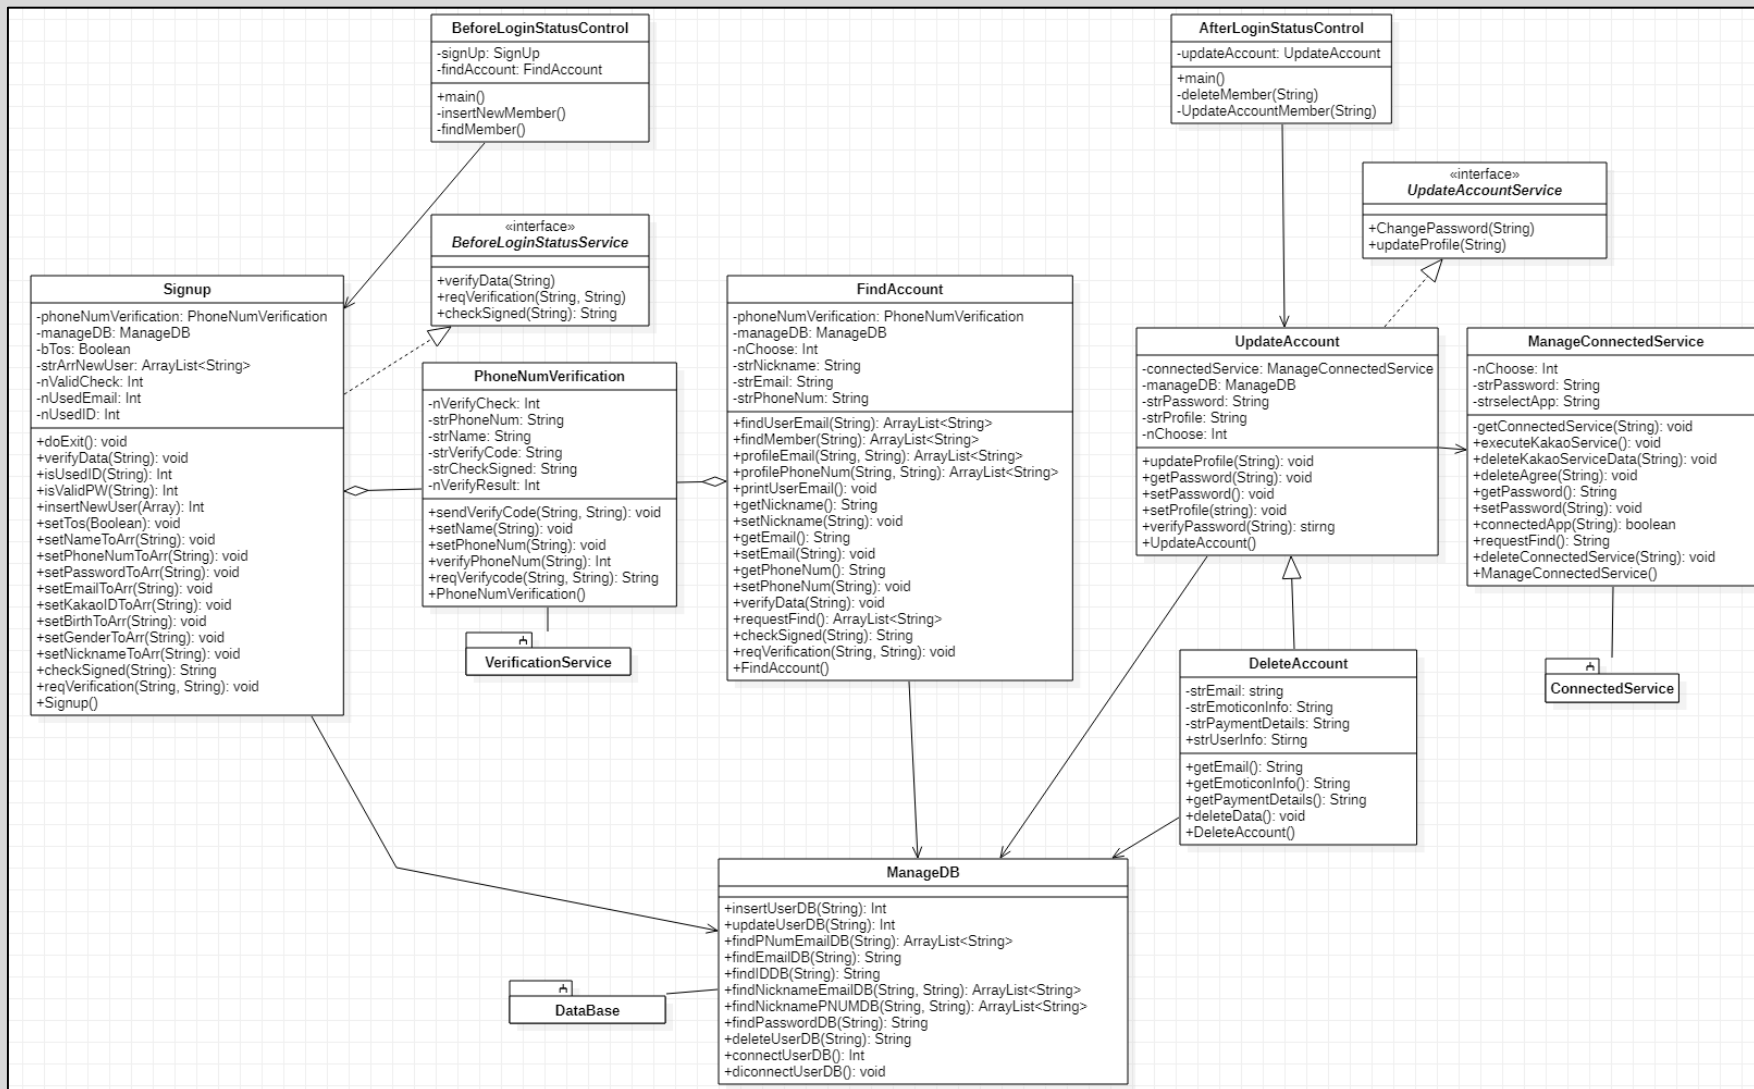 BeforeLoginStatusControl
-signUp: SignUp
-findAccount: FindAccount
+main()
-insertNewMember()
-findMember()
AfterLoginStatusControl
-updateAccount: UpdateAccount
+main()
-deleteMember(String)
-UpdateAccountMember(String)
«interface»
UpdateAccountService
+ChangePassword(String)
+updateProfile(String)
«interface»
BeforeLoginStatusService
+verifyData(String)
+reqVerification(String, String)
+checkSigned(String): String
Signup
-phoneNumVerification: PhoneNumVerification
-manageDB: ManageDB
-bTos: Boolean
-strArrNewUser: ArrayList<String>
-nValidCheck: Int
-nUsedEmail: Int
-nUsedID: Int
+doExit(): void
+verifyData(String): void
+isUsedID(String): Int
+isValidPW(String): Int
+insertNewUser(Array): Int
+setTos(Boolean): void
+setNameToArr(String): void
+setPhoneNumToArr(String): void
+setPasswordToArr(String): void
+setEmailToArr(String): void
+setKakaoIDToArr(String): void
+setBirthToArr(String): void
+setGenderToArr(String): void
+setNicknameToArr(String): void
+checkSigned(String): String
+reqVerification(String, String): void
+Signup()
PhoneNumVerification
-nVerifyCheck: Int
-strPhoneNum: String
-strName: String
-strVerifyCode: String
-strCheckSigned: String
-nVerifyResult: Int
+sendVerifyCode(String, String): void
+setName(String): void
+setPhoneNum(String): void
+verifyPhoneNum(String): Int
+reqVerifycode(String, String): String
+PhoneNumVerification()
VerificationService
FindAccount
-phoneNumVerification: PhoneNumVerification
-manageDB: ManageDB
-nChoose: Int
-strNickname: String
-strEmail: String
-strPhoneNum: String
+findUserEmail(String): ArrayList<String>
+findMember(String): ArrayList<String>
+profileEmail(String, String): ArrayList<String>
+profilePhoneNum(String, String): ArrayList<String>
+printUserEmail(): void
+getNickname(): String
+setNickname(String): void
+getEmail(): String
+setEmail(String): void
+getPhoneNum(): String
+setPhoneNum(String): void
+verifyData(String): void
+requestFind(): ArrayList<String>
+checkSigned(String): String
+reqVerification(String, String): void
+FindAccount()
UpdateAccount
-connectedService: ManageConnectedService
-manageDB: ManageDB
-strPassword: String
-strProfile: String
-nChoose: Int
+updateProfile(String): void
+getPassword(String): void
+setPassword(): void
+setProfile(string): void
+verifyPassword(String): stirng
+UpdateAccount()
ManageConnectedService
-nChoose: Int
-strPassword: String
-strselectApp: String
-getConnectedService(String): void
+executeKakaoService(): void
+deleteKakaoServiceData(String): void
+deleteAgree(String): void
+getPassword(): String
+setPassword(String): void
+connectedApp(String): boolean
+requestFind(): String
+deleteConnectedService(String): void
+ManageConnectedService()
ConnectedService
DeleteAccount
-strEmail: string
-strEmoticonInfo: String
-strPaymentDetails: String
+strUserInfo: Stirng
+getEmail(): String
+getEmoticonInfo(): String
+getPaymentDetails(): String
+deleteData(): void
+DeleteAccount()
ManageDB
+insertUserDB(String): Int
+updateUserDB(String): Int
+findPNumEmailDB(String): ArrayList<String>
+findEmailDB(String): String
+findIDDB(String): String
+findNicknameEmailDB(String, String): ArrayList<String>
+findNicknamePNUMDB(String, String): ArrayList<String>
+findPasswordDB(String): String
+deleteUserDB(String): String
+connectUserDB(): Int
+diconnectUserDB(): void
DataBase